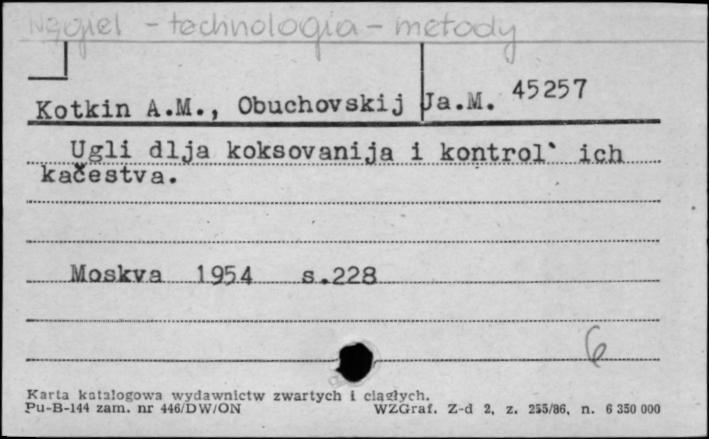 Węgiel - technologia - metody
45257
Kotkin A.M., Obuchovskij Ja.M.
Ugli dlja koksovanija i kontrol` ich
kačestva.
Moskva 1954 s.228
6
Karta katalogowa wydawnictw zwartych i ciągłych.
Pu-B-144 zam. nr 446/DW/ON WZGraf. Z-d 2, z. 255/86, n. 6 350 000